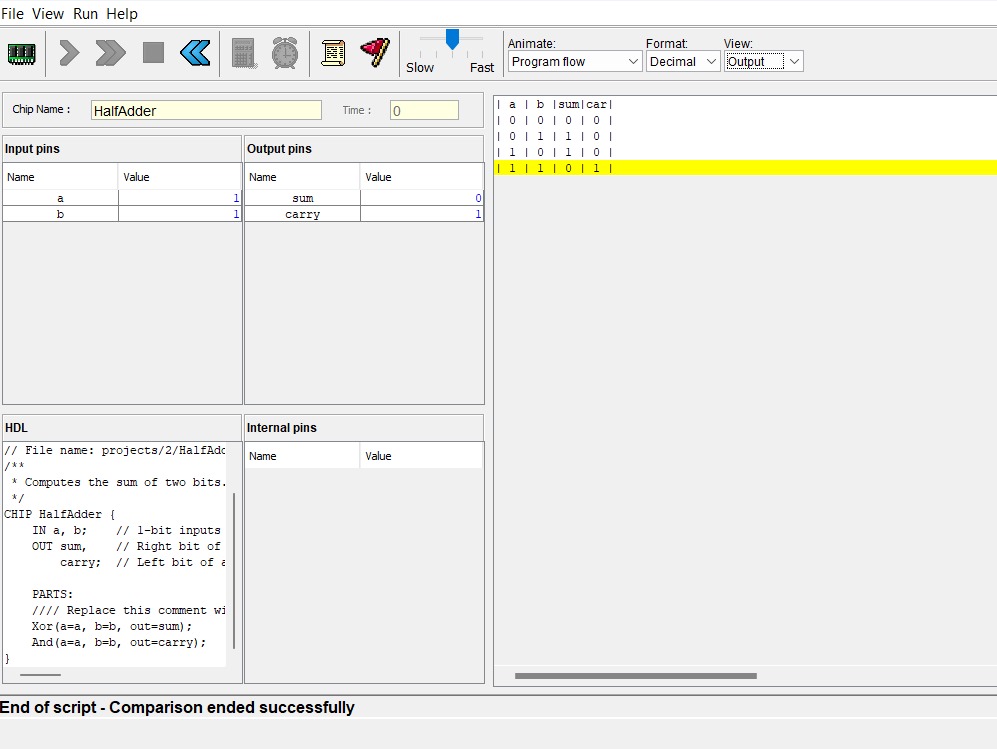 File View Run Help
Animate: Format: View:
Slow Fast Program flow Decimal Output
Chip Name : HalfAdder Time : 0
Input pins
Name Value
a 1
b 1
Output pins
Name Value
sum 0
carry 1
HDL
// File name: projects/2/HalfAdd
/**
* Computes the sum of two bits.
*/
CHIP HalfAdder {
IN a, b; // 1-bit inputs
OUT sum, // Right bit of
carry; // Left bit of a
PARTS:
//// Replace this comment wi
Xor(a=a, b=b, out=sum);
And(a=a, b=b, out=carry);
}
Internal pins
Name Value
| a | b |sum|car|
| 0 | 0 | 0 | 0 |
| 0 | 1 | 1 | 0 |
| 1 | 0 | 1 | 0 |
| 1 | 1 | 0 | 1 |
End of script - Comparison ended successfully